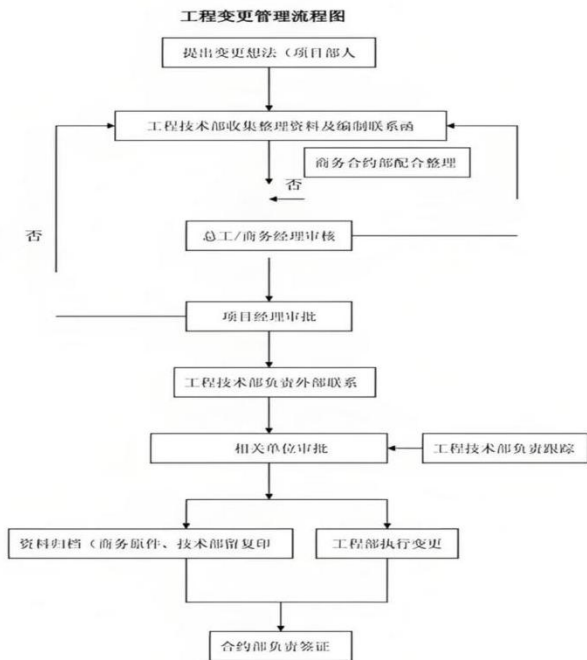 工程变更管理流程图
提出变更想法（项目部人
工程技术部收集整理资料及编制联系函
商务合约部配合整理
否
否
总工/商务经理审核
项目经理审批
工程技术部负责外部联系
相关单位审批
工程技术部负责跟踪
资料归档（商务原件、技术部留复印
工程部执行变更
合约部负责签证